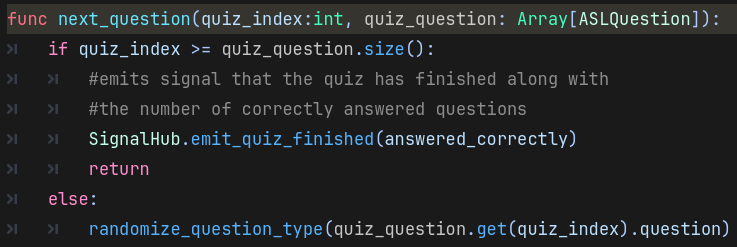 func next_question(quiz_index:int, quiz_question: Array[ASLQuestion]):
if quiz_index >= quiz_question.size():
#emits signal that the quiz has finished along with
#the number of correctly answered questions
SignalHub.emit_quiz_finished(answered_correctly)
return
else:
randomize_question_type(quiz_question.get(quiz_index).question)